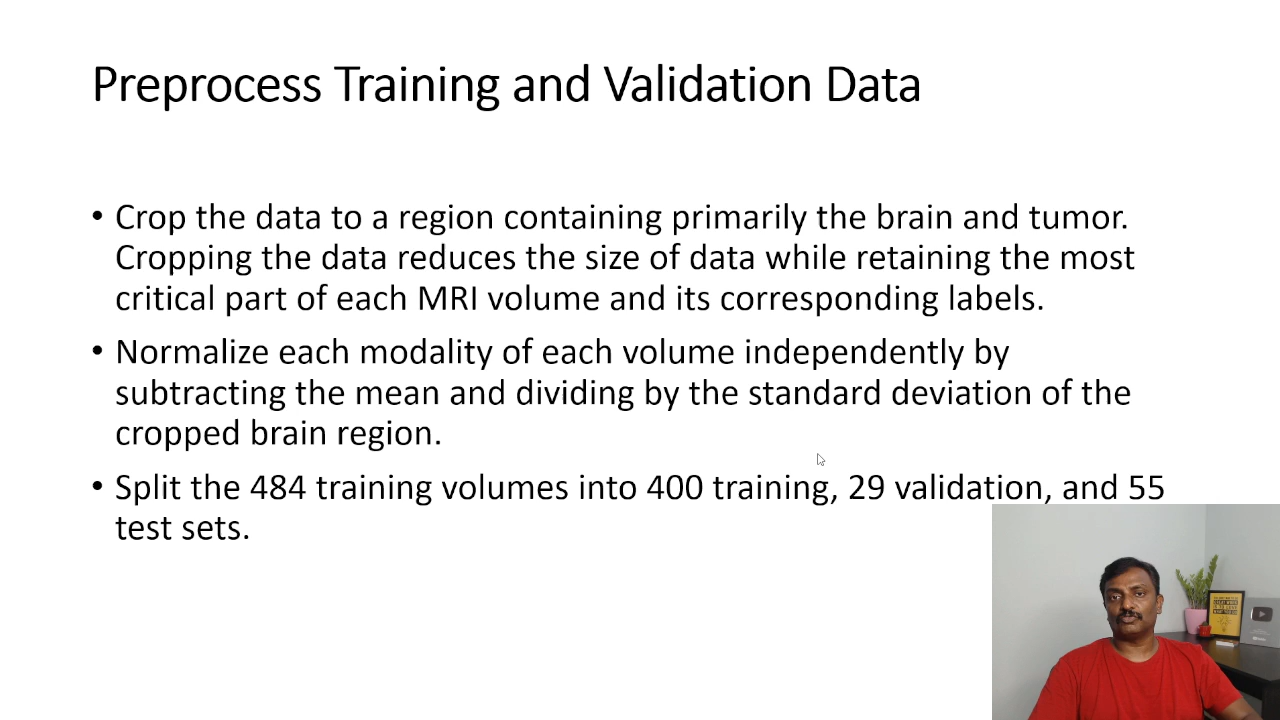 Preprocess Training and Validation Data
• Crop the data to a region containing primarily the brain and tumor.
Cropping the data reduces the size of data while retaining the most
critical part of each MRI volume and its corresponding labels.
• Normalize each modality of each volume independently by
subtracting the mean and dividing by the standard deviation of the
cropped brain region.
• Split the 484 training volumes into 400 training, 29 validation, and 55
test sets.